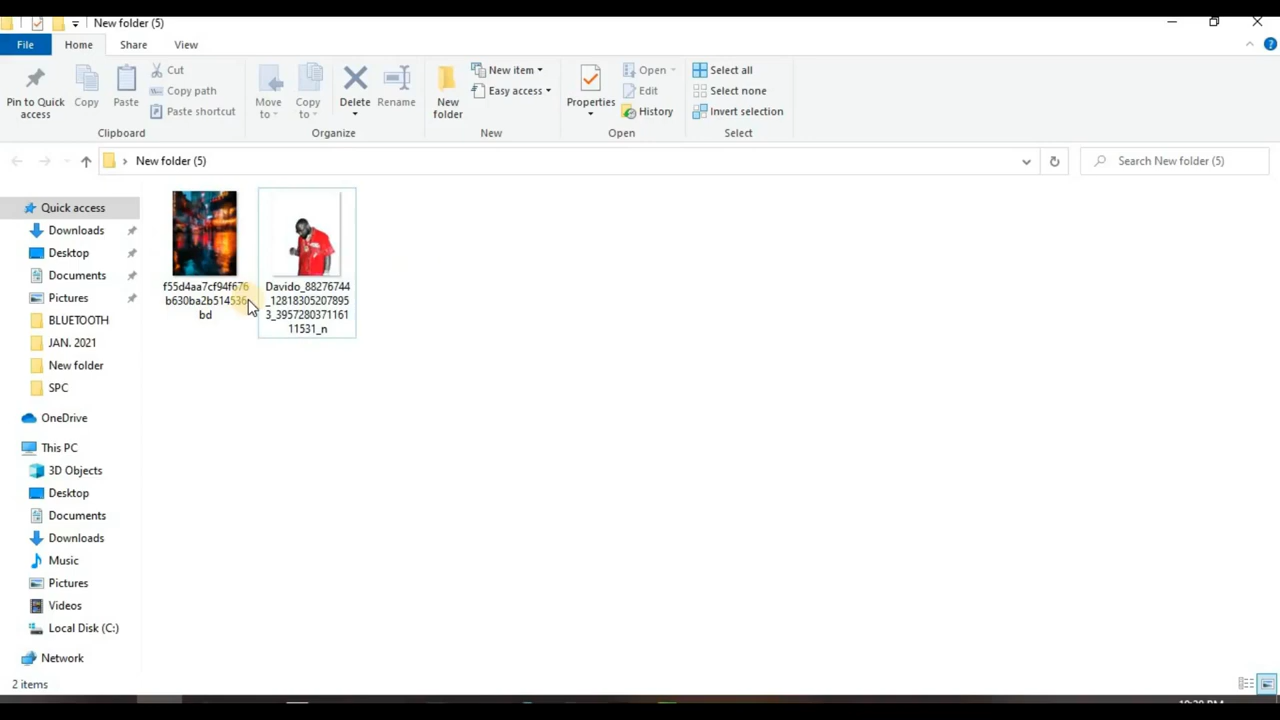 New folder (5)
File Home Share View
Pin to Quick access
Copy
Paste
Cut
Copy path
Paste shortcut
Clipboard
Move to
Copy to
Delete
Rename
Organize
New folder
New item
Easy access
New
Properties
Open
Edit
History
Open
Select all
Select none
Invert selection
Select
New folder (5)
Search New folder (5)
Quick access
Downloads
Desktop
Documents
Pictures
BLUETOOTH
JAN. 2021
New folder
SPC
OneDrive
This PC
3D Objects
Desktop
Documents
Downloads
Music
Pictures
Videos
Local Disk (C:)
Network
f55d4aa7cf94f676
b630ba2b514536
bd
Davido_88276744
_12818305207895
3_3957280371161
11531_n
2 items